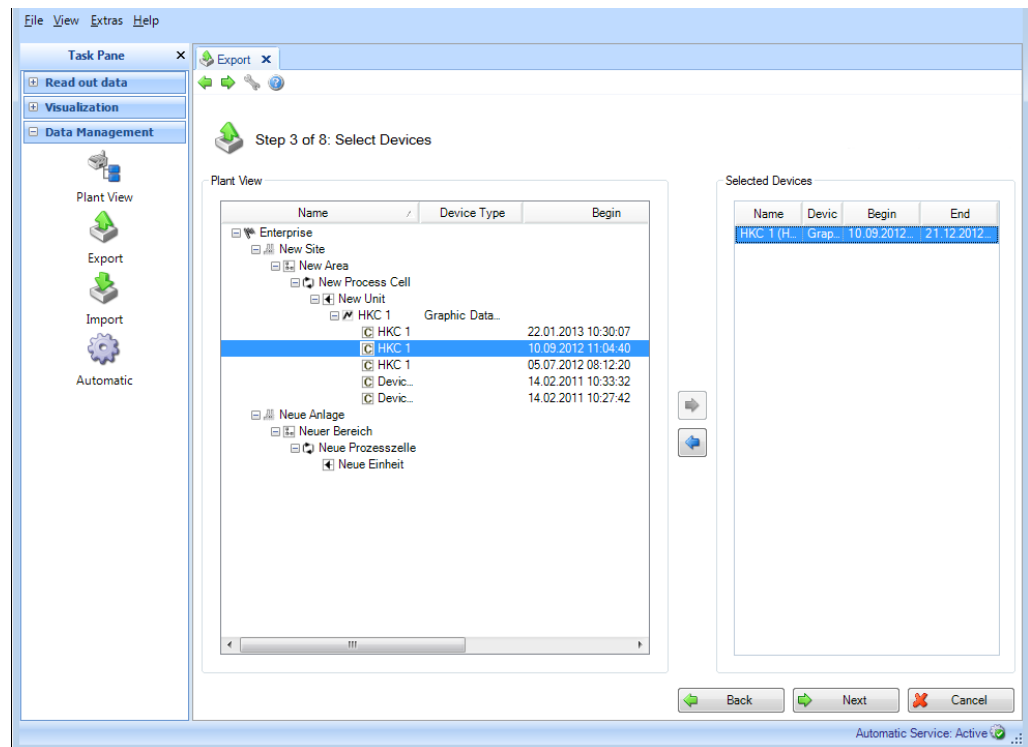 File View Extras Help
Task Pane
Read out data
Visualization
Data Management
Plant View
Export
Import
Automatic
Export
Step 3 of 8: Select Devices
Plant View
Name Device Type Begin
Enterprise
New Site
New Area
New Process Cell
New Unit
HKC 1 Graphic Data...
C HKC 1 22.01.2013 10:30:07
C HKC 1 10.09.2012 11:04:40
C HKC 1 05.07.2012 08:12:20
C Devic... 14.02.2011 10:33:32
C Devic... 14.02.2011 10:27:42
Neue Anlage
Neuer Bereich
Neue Prozesszelle
Neue Einheit
Selected Devices
Name Devic Begin End
HKC 1 (H... Grap... 10.09.2012... 21.12.2012...
Back Next Cancel
Automatic Service: Active